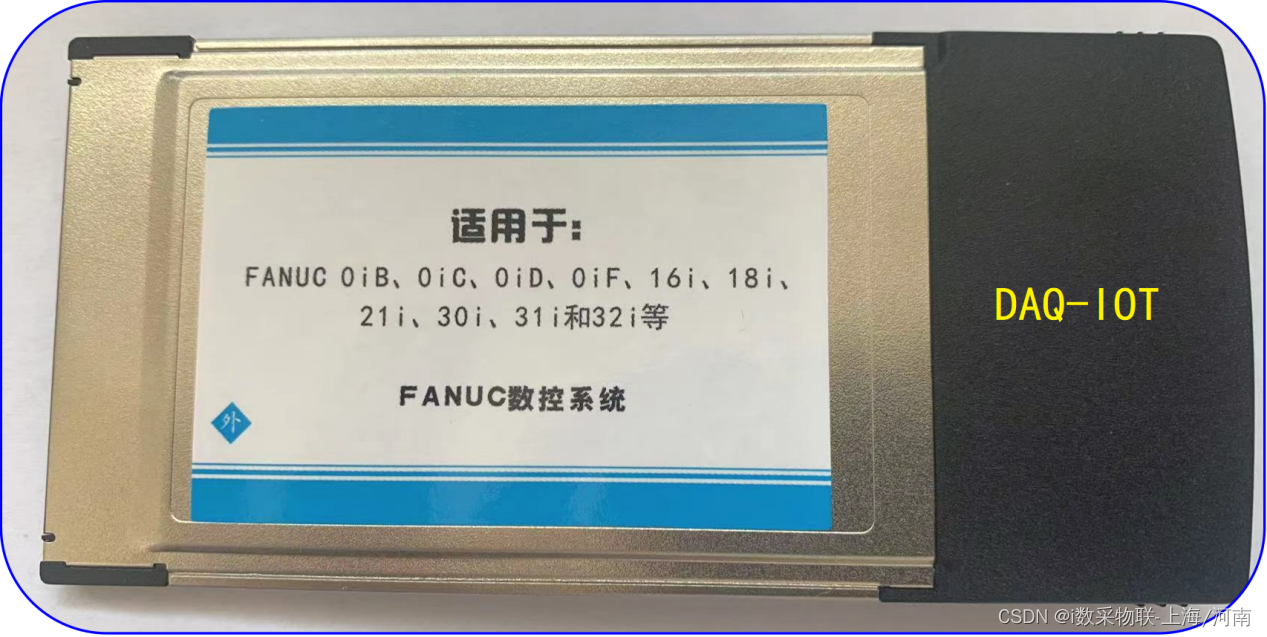 适用于:
FANUC 0iB、0iC、0iD、0iF、16i、18i、
21i、30i、31i和32i等
FANUC数控系统
外
DAQ-IOT
CSDN @i数采物联-上海/河南